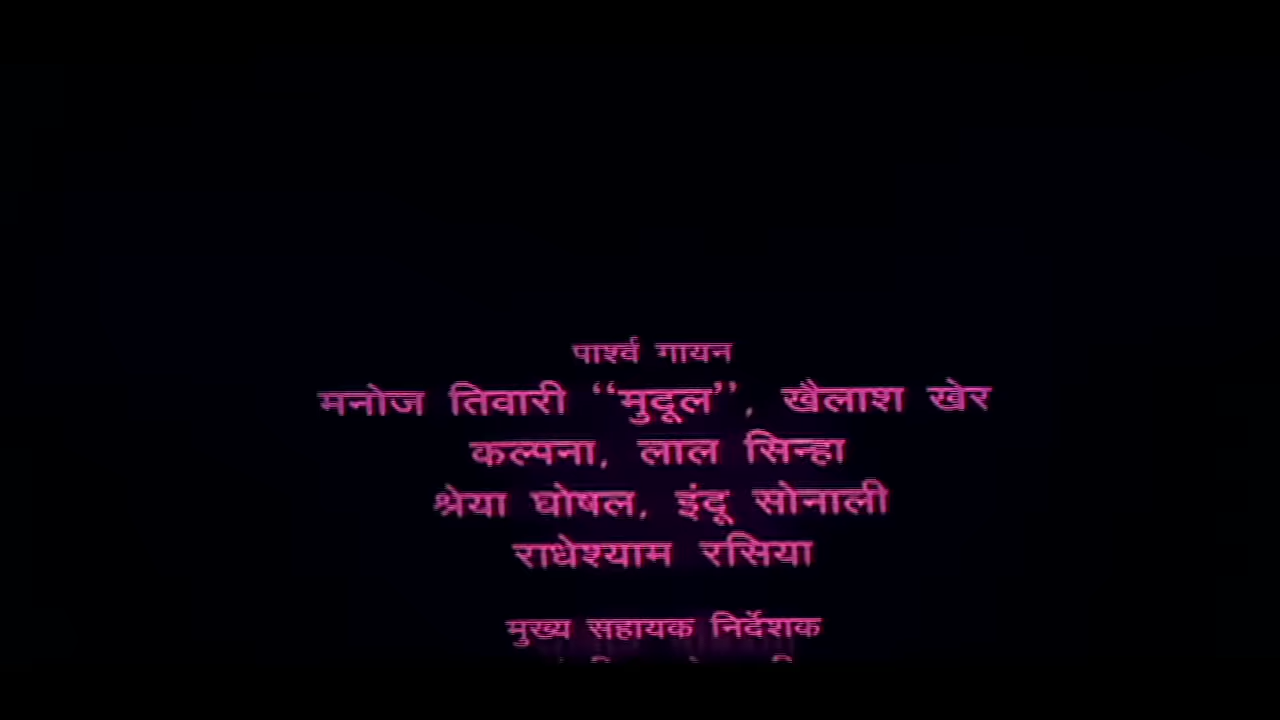 पार्श्व गायन
मनोज तिवारी ‘‘मुदूल’’, खैलाश खेर
कल्पना, लाल सिन्हा
श्रेया घोषल, इंदू सोनाली
राधेश्याम रसिया
मुख्य सहायक निर्देशक